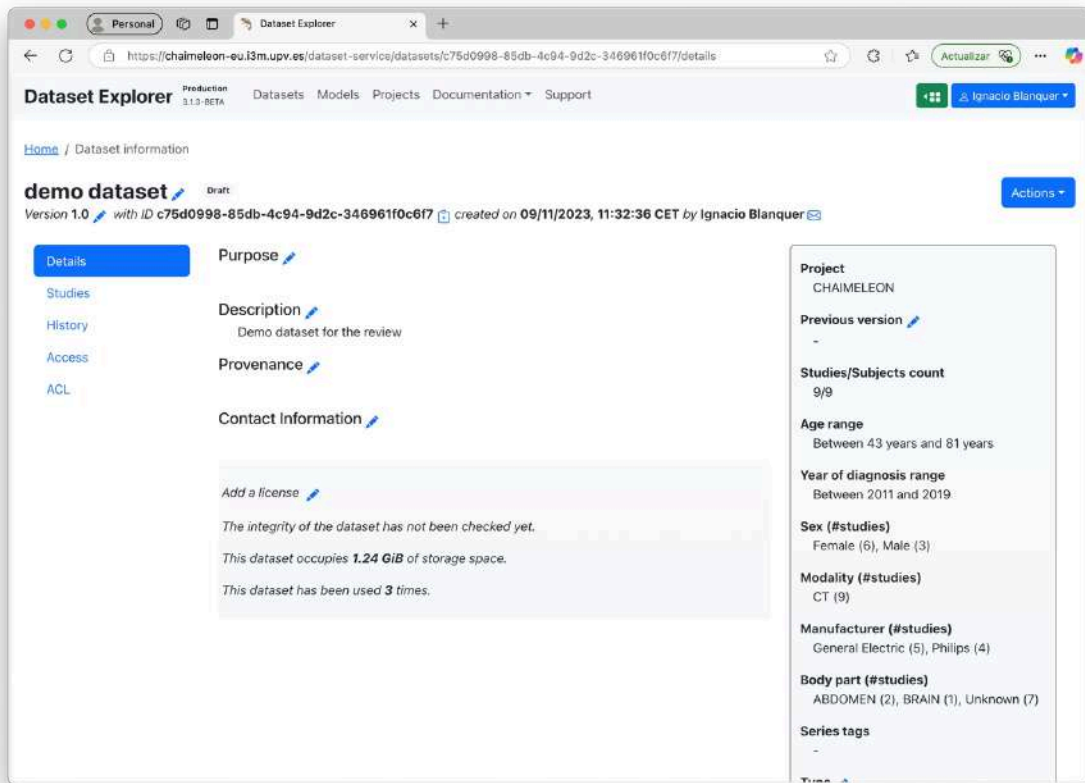 Personal
Dataset Explorer
https://chaimeleon-eu.i3m.upv.es/dataset-service/datasets/c75d0998-85db-4c94-9d2c-346961f0c6f7/details
Actualizar
Dataset Explorer Production 3.1.3-BETA Datasets Models Projects Documentation Support Ignacio Blanquer
Home / Dataset information
demo dataset Draft Actions
Version 1.0 with ID c75d0998-85db-4c94-9d2c-346961f0c6f7 created on 09/11/2023, 11:32:36 CET by Ignacio Blanquer
Details
Studies
History
Access
ACL
Purpose
Description
Demo dataset for the review
Provenance
Contact Information
Add a license
The integrity of the dataset has not been checked yet.
This dataset occupies 1.24 GiB of storage space.
This dataset has been used 3 times.
Project
CHAIMELEON
Previous version
-
Studies/Subjects count
9/9
Age range
Between 43 years and 81 years
Year of diagnosis range
Between 2011 and 2019
Sex (#studies)
Female (6), Male (3)
Modality (#studies)
CT (9)
Manufacturer (#studies)
General Electric (5), Philips (4)
Body part (#studies)
ABDOMEN (2), BRAIN (1), Unknown (7)
Series tags
-
Type